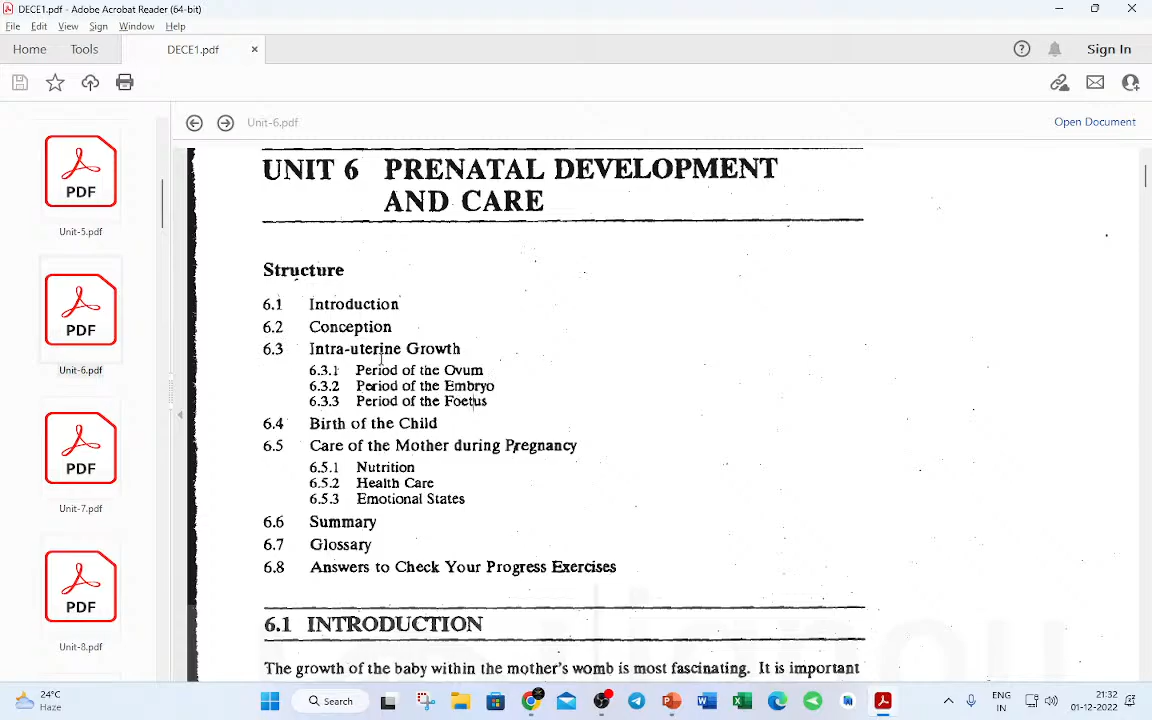 DECE1.pdf - Adobe Acrobat Reader (64-bit)
File Edit View Sign Window Help
Home Tools DECE1.pdf Sign In
Unit-6.pdf Open Document
PDF
Unit-5.pdf
PDF
Unit-6.pdf
PDF
Unit-7.pdf
PDF
Unit-8.pdf
UNIT 6 PRENATAL DEVELOPMENT
AND CARE
Structure
6.1 Introduction
6.2 Conception
6.3 Intra-uterine Growth
6.3.1 Period of the Ovum
6.3.2 Period of the Embryo
6.3.3 Period of the Foetus
6.4 Birth of the Child
6.5 Care of the Mother during Pregnancy
6.5.1 Nutrition
6.5.2 Health Care
6.5.3 Emotional States
6.6 Summary
6.7 Glossary
6.8 Answers to Check Your Progress Exercises
6.1 INTRODUCTION
The growth of the baby within the mother's womb is most fascinating. It is important
24°C
Haze
Search
ENG
IN
21:32
01-12-2022